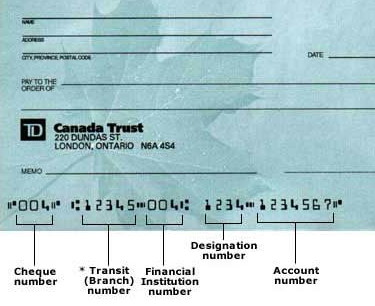 NAME
ADDRESS
CITY, PROVINCE, POSTAL CODE
DATE
PAY TO THE
ORDER OF
TD Canada Trust
220 DUNDAS ST.
LONDON, ONTARIO N6A 4S4
MEMO
⑈004⑈ ⑆12345⑉004⑆ 1234⑉1234567⑈
Designation
number
Cheque
number
* Transit
(Branch)
number
Financial
Institution
number
Account
number